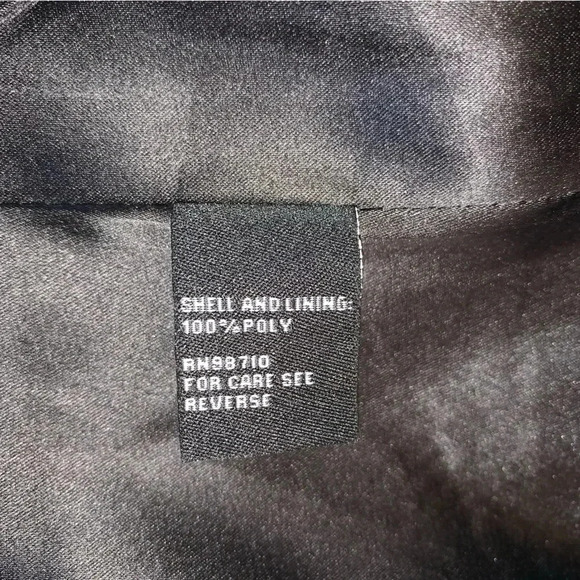 SHELL AND LINING:
100% POLY
RN98710
FOR CARE SEE
REVERSE